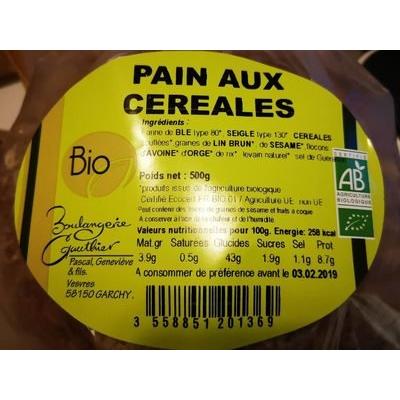 PAIN AUX
CEREALES
Ingrédients :
de BLE type 80*, SEIGLE type 130* CEREALES
graines de LIN BRUN*, de SESAME* flocons
d'AVOINE* d'ORGE* de riz* levain naturel* sel de
Poids net : 500g
*produits issus de l'agriculture biologique
Certifié Ecocert FR BIO 01 Agriculture UE non UE
Peut contenir des traces de graines de sésame et fruits à coque
A conserver à l'abri de la chaleur et de l'humidité
Valeurs nutritionnelles pour 100g. Energie: 258 kcal
Mat.gr Saturées Glucides Sucres Sel Prot
3.9g 0.5g 43g 1.9g 1.1g 8.7g
A consommer de préférence avant le 03.02.2019
3 558851 201369
Bio
Boulangerie
Gauthier
Pascal, Geneviève
& fils.
Vesvres
58150 GARCHY.
CERTIFIÉ
AB
AGRICULTURE
BIOLOGIQUE